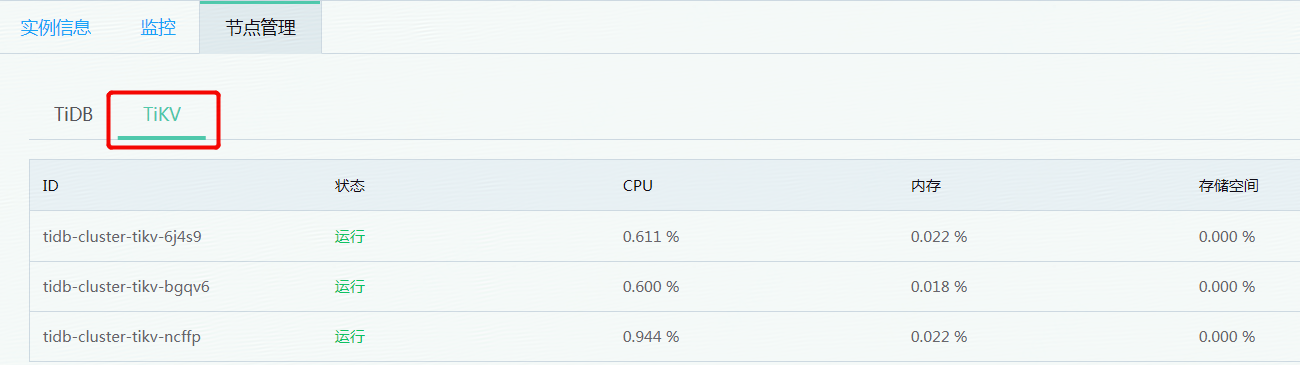 实例信息 监控 节点管理
TiDB TiKV
ID 状态 CPU 内存 存储空间
tidb-cluster-tikv-6j4s9 运行 0.611 % 0.022 % 0.000 %
tidb-cluster-tikv-bgqv6 运行 0.600 % 0.018 % 0.000 %
tidb-cluster-tikv-ncffp 运行 0.944 % 0.022 % 0.000 %